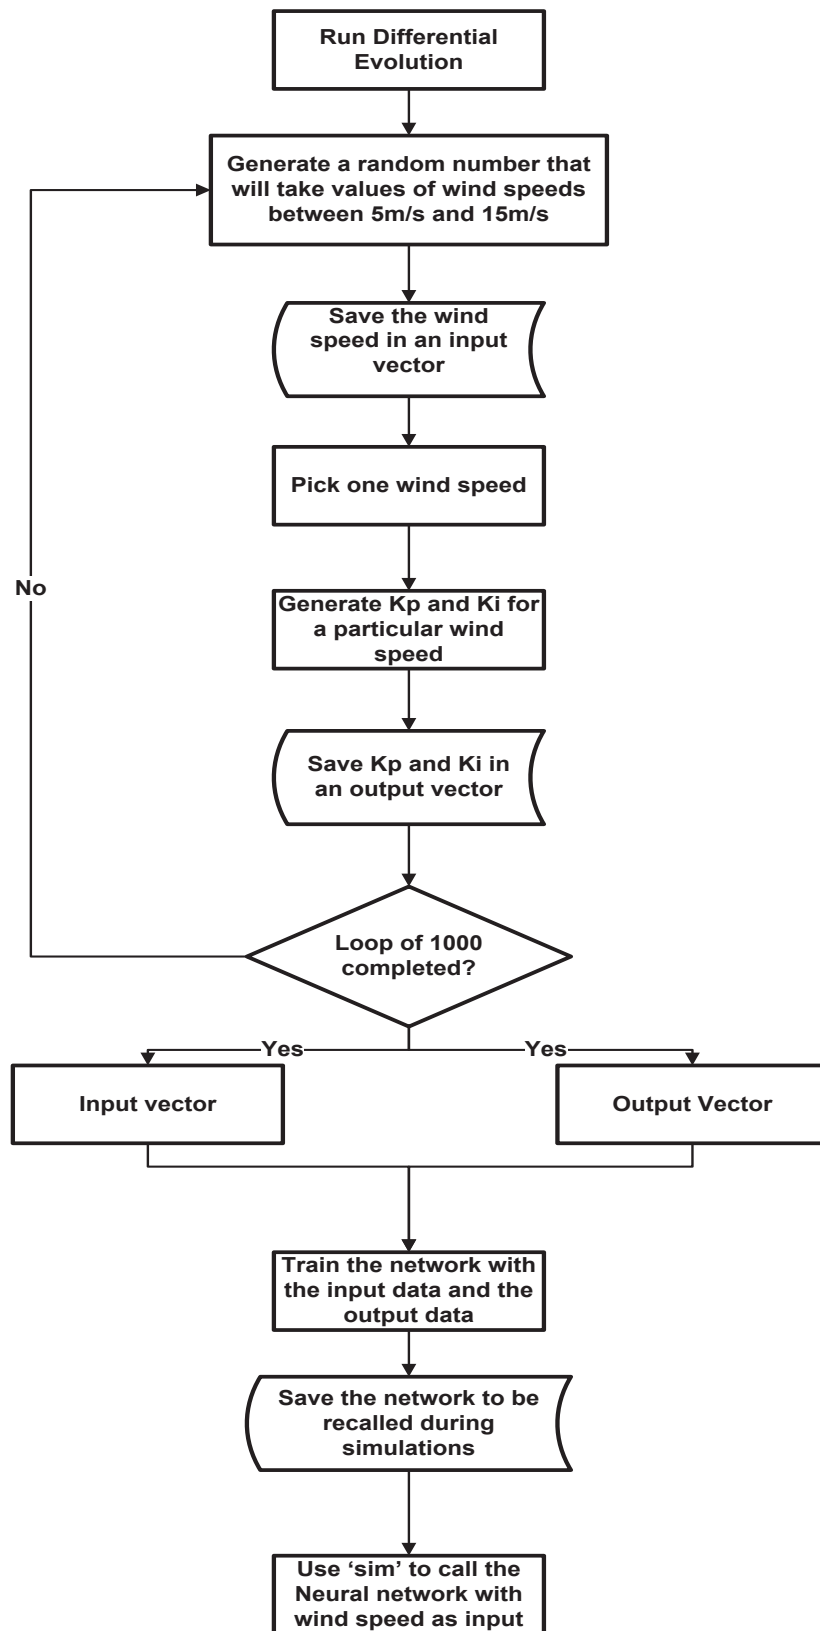 Run Differential
Evolution
Generate a random number that
will take values of wind speeds
between 5m/s and 15m/s
Save the wind
speed in an input
vector
Pick one wind speed
No
Generate Kp and Ki for
a particular wind
speed
Save Kp and Ki in
an output vector
Loop of 1000
completed?
Yes
Yes
Input vector
Output Vector
Train the network with
the input data and the
output data
Save the network to be
recalled during
simulations
Use ‘sim’ to call the
Neural network with
wind speed as input